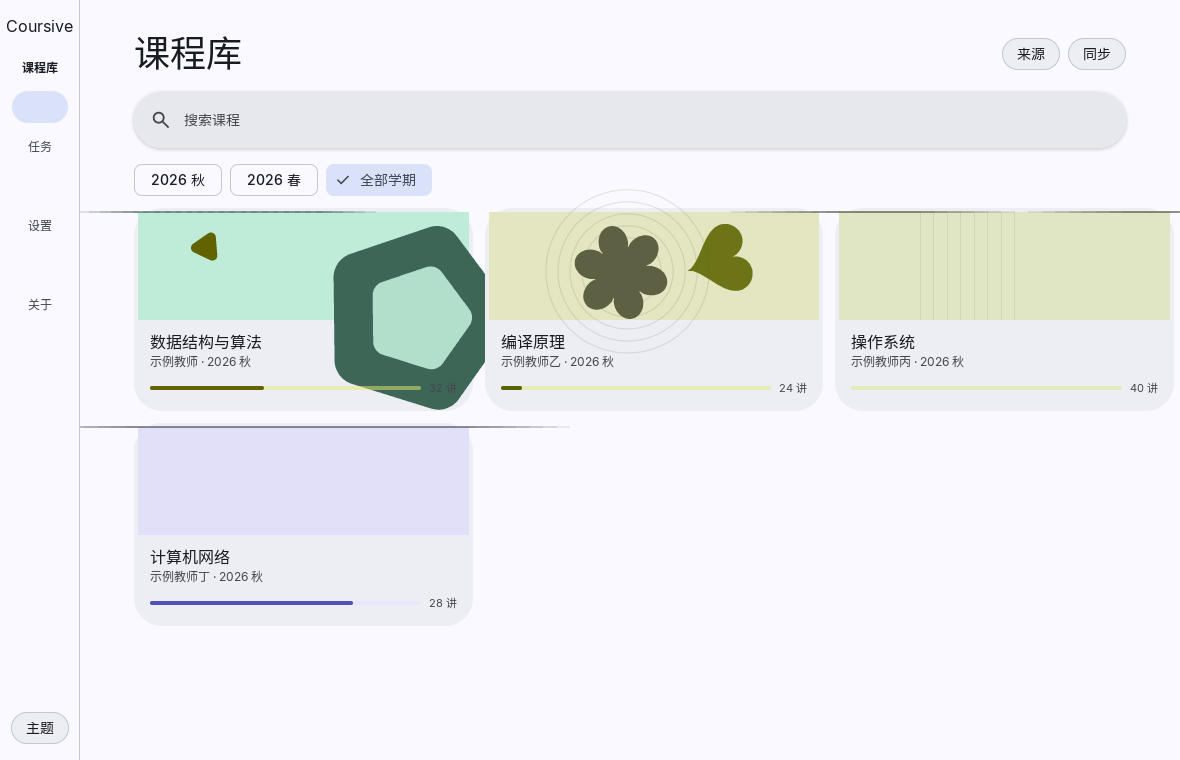 Coursive
课程库
任务
设置
关于
主题
课程库
来源
同步
搜索课程
2026 秋
2026 春
全部学期
数据结构与算法
示例教师 · 2026 秋
32 讲
编译原理
示例教师乙 · 2026 秋
24 讲
操作系统
示例教师丙 · 2026 秋
40 讲
计算机网络
示例教师丁 · 2026 秋
28 讲